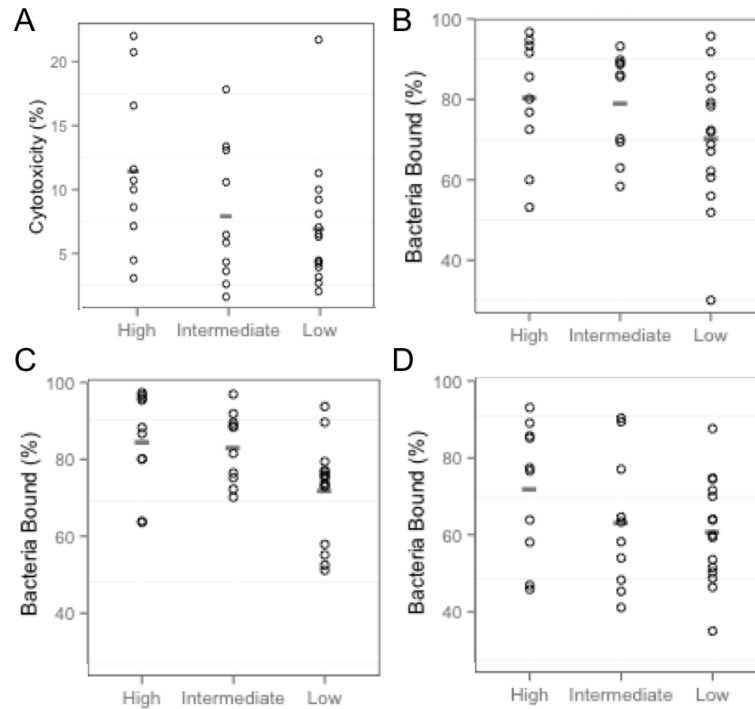 A
Cytotoxicity (%)
20
15
10
5
High Intermediate Low
B
Bacteria Bound (%)
100
80
60
40
High Intermediate Low
C
Bacteria Bound (%)
100
80
60
40
High Intermediate Low
D
Bacteria Bound (%)
100
80
60
40
High Intermediate Low